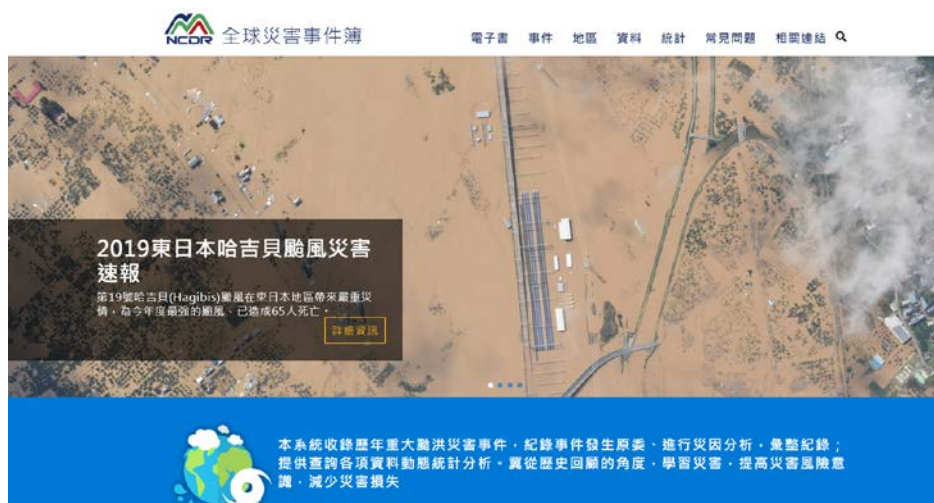 NCDR 全球災害事件簿
電子書 事件 地區 資料 統計 常見問題 相關連結
2019東日本哈吉貝颱風災害
速報
第19號哈吉貝(Hagibis)颱風在東日本地區帶來嚴重災
情，為今年度最強的颱風，已造成65人死亡。
詳細資訊
本系統收錄歷年重大颱洪災害事件，紀錄事件發生原委、進行災因分析，彙整紀錄；
提供查詢各項資料動態統計分析。冀從歷史回顧的角度，學習災害，提高災害風險意
識，減少災害損失